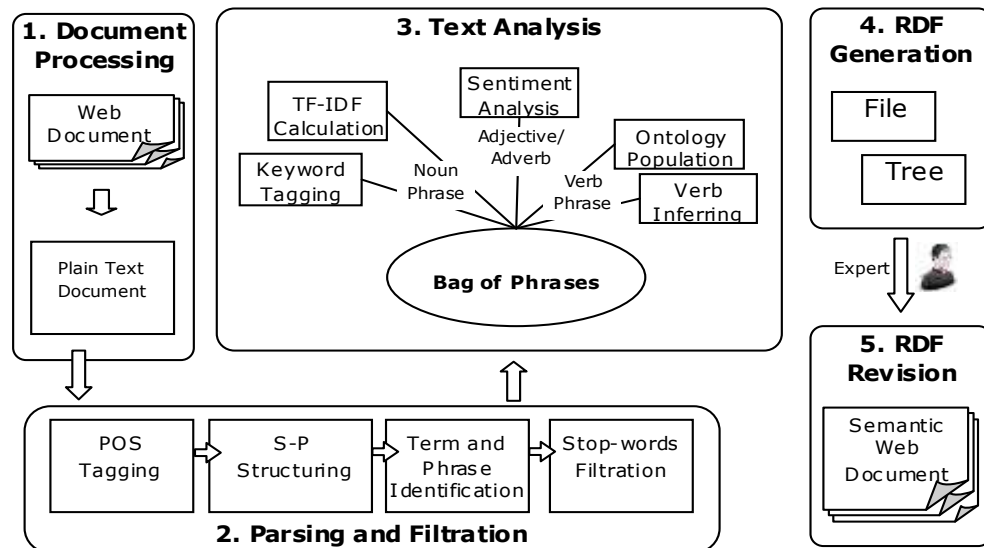 1. Document
Processing
Web
Document
Plain Text
Document
3. Text Analysis
TF-IDF
Calculation
Keyword
Tagging
Sentiment
Analysis
Ontology
Population
Verb
Inferring
Noun
Phrase
Adjective/
Adverb
Verb
Phrase
Bag of Phrases
POS
Tagging
S-P
Structuring
Term and
Phrase
Identification
Stop-words
Filtration
2. Parsing and Filtration
4. RDF
Generation
File
Tree
Expert
5. RDF
Revision
Semantic
Web
Document